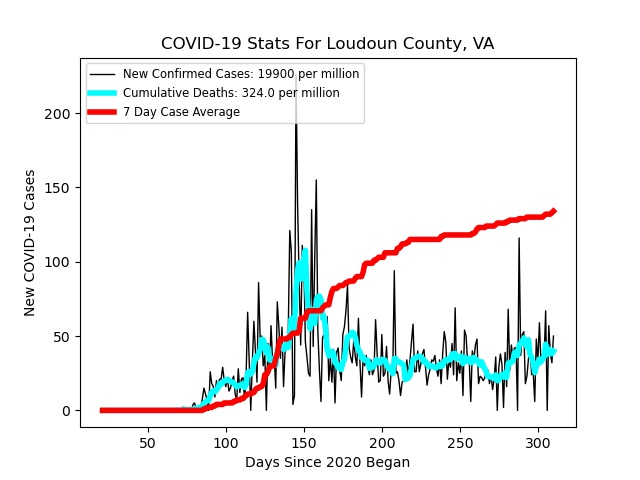 COVID-19 Stats For Loudoun County, VA
New Confirmed Cases: 19900 per million
Cumulative Deaths: 324.0 per million
7 Day Case Average
New COVID-19 Cases
200
150
100
50
0
50 100 150 200 250 300
Days Since 2020 Began